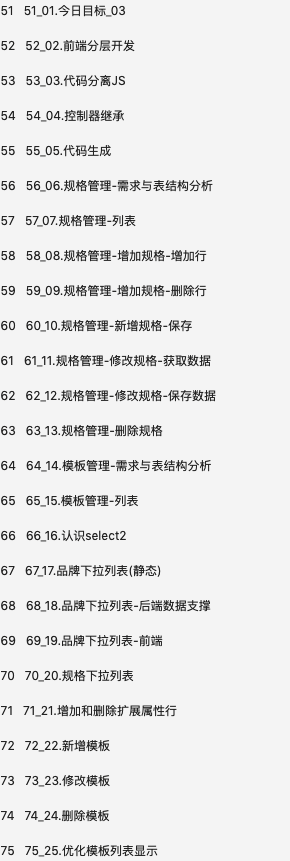 51 51_01.今日目标_03
52 52_02.前端分层开发
53 53_03.代码分离JS
54 54_04.控制器继承
55 55_05.代码生成
56 56_06.规格管理-需求与表结构分析
57 57_07.规格管理-列表
58 58_08.规格管理-增加规格-增加行
59 59_09.规格管理-增加规格-删除行
60 60_10.规格管理-新增规格-保存
61 61_11.规格管理-修改规格-获取数据
62 62_12.规格管理-修改规格-保存数据
63 63_13.规格管理-删除规格
64 64_14.模板管理-需求与表结构分析
65 65_15.模板管理-列表
66 66_16.认识select2
67 67_17.品牌下拉列表(静态)
68 68_18.品牌下拉列表-后端数据支撑
69 69_19.品牌下拉列表-前端
70 70_20.规格下拉列表
71 71_21.增加和删除扩展属性行
72 72_22.新增模板
73 73_23.修改模板
74 74_24.删除模板
75 75_25.优化模板列表显示